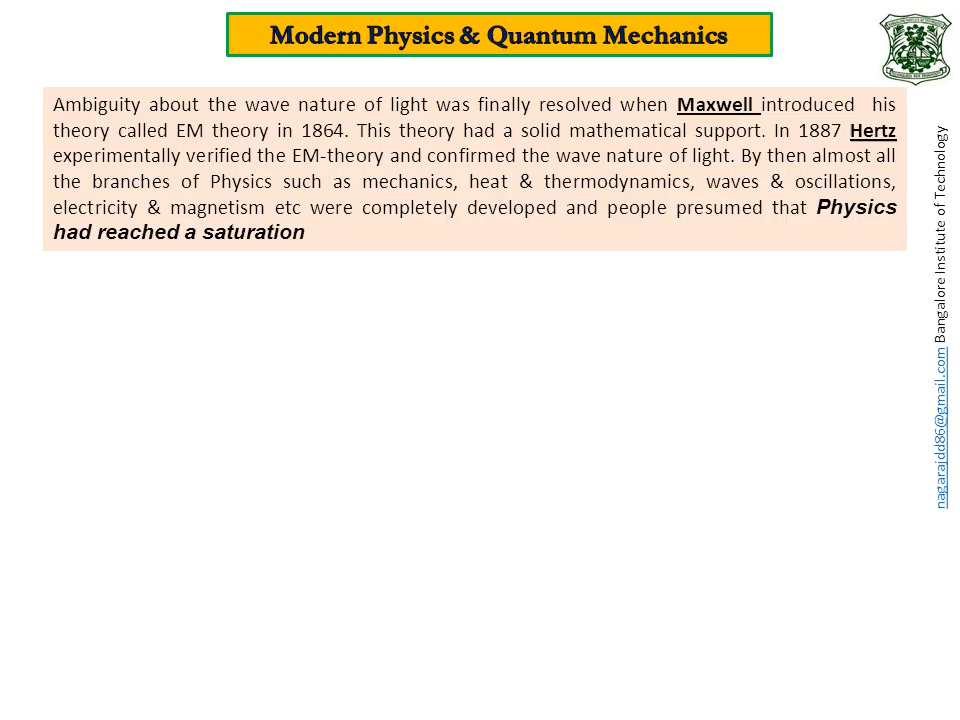 Modern Physics & Quantum Mechanics
Ambiguity about the wave nature of light was finally resolved when Maxwell introduced his
theory called EM theory in 1864. This theory had a solid mathematical support. In 1887 Hertz
experimentally verified the EM-theory and confirmed the wave nature of light. By then almost all
the branches of Physics such as mechanics, heat & thermodynamics, waves & oscillations,
electricity & magnetism etc were completely developed and people presumed that Physics
had reached a saturation
nagarajdd86@gmail.com Bangalore Institute of Technology